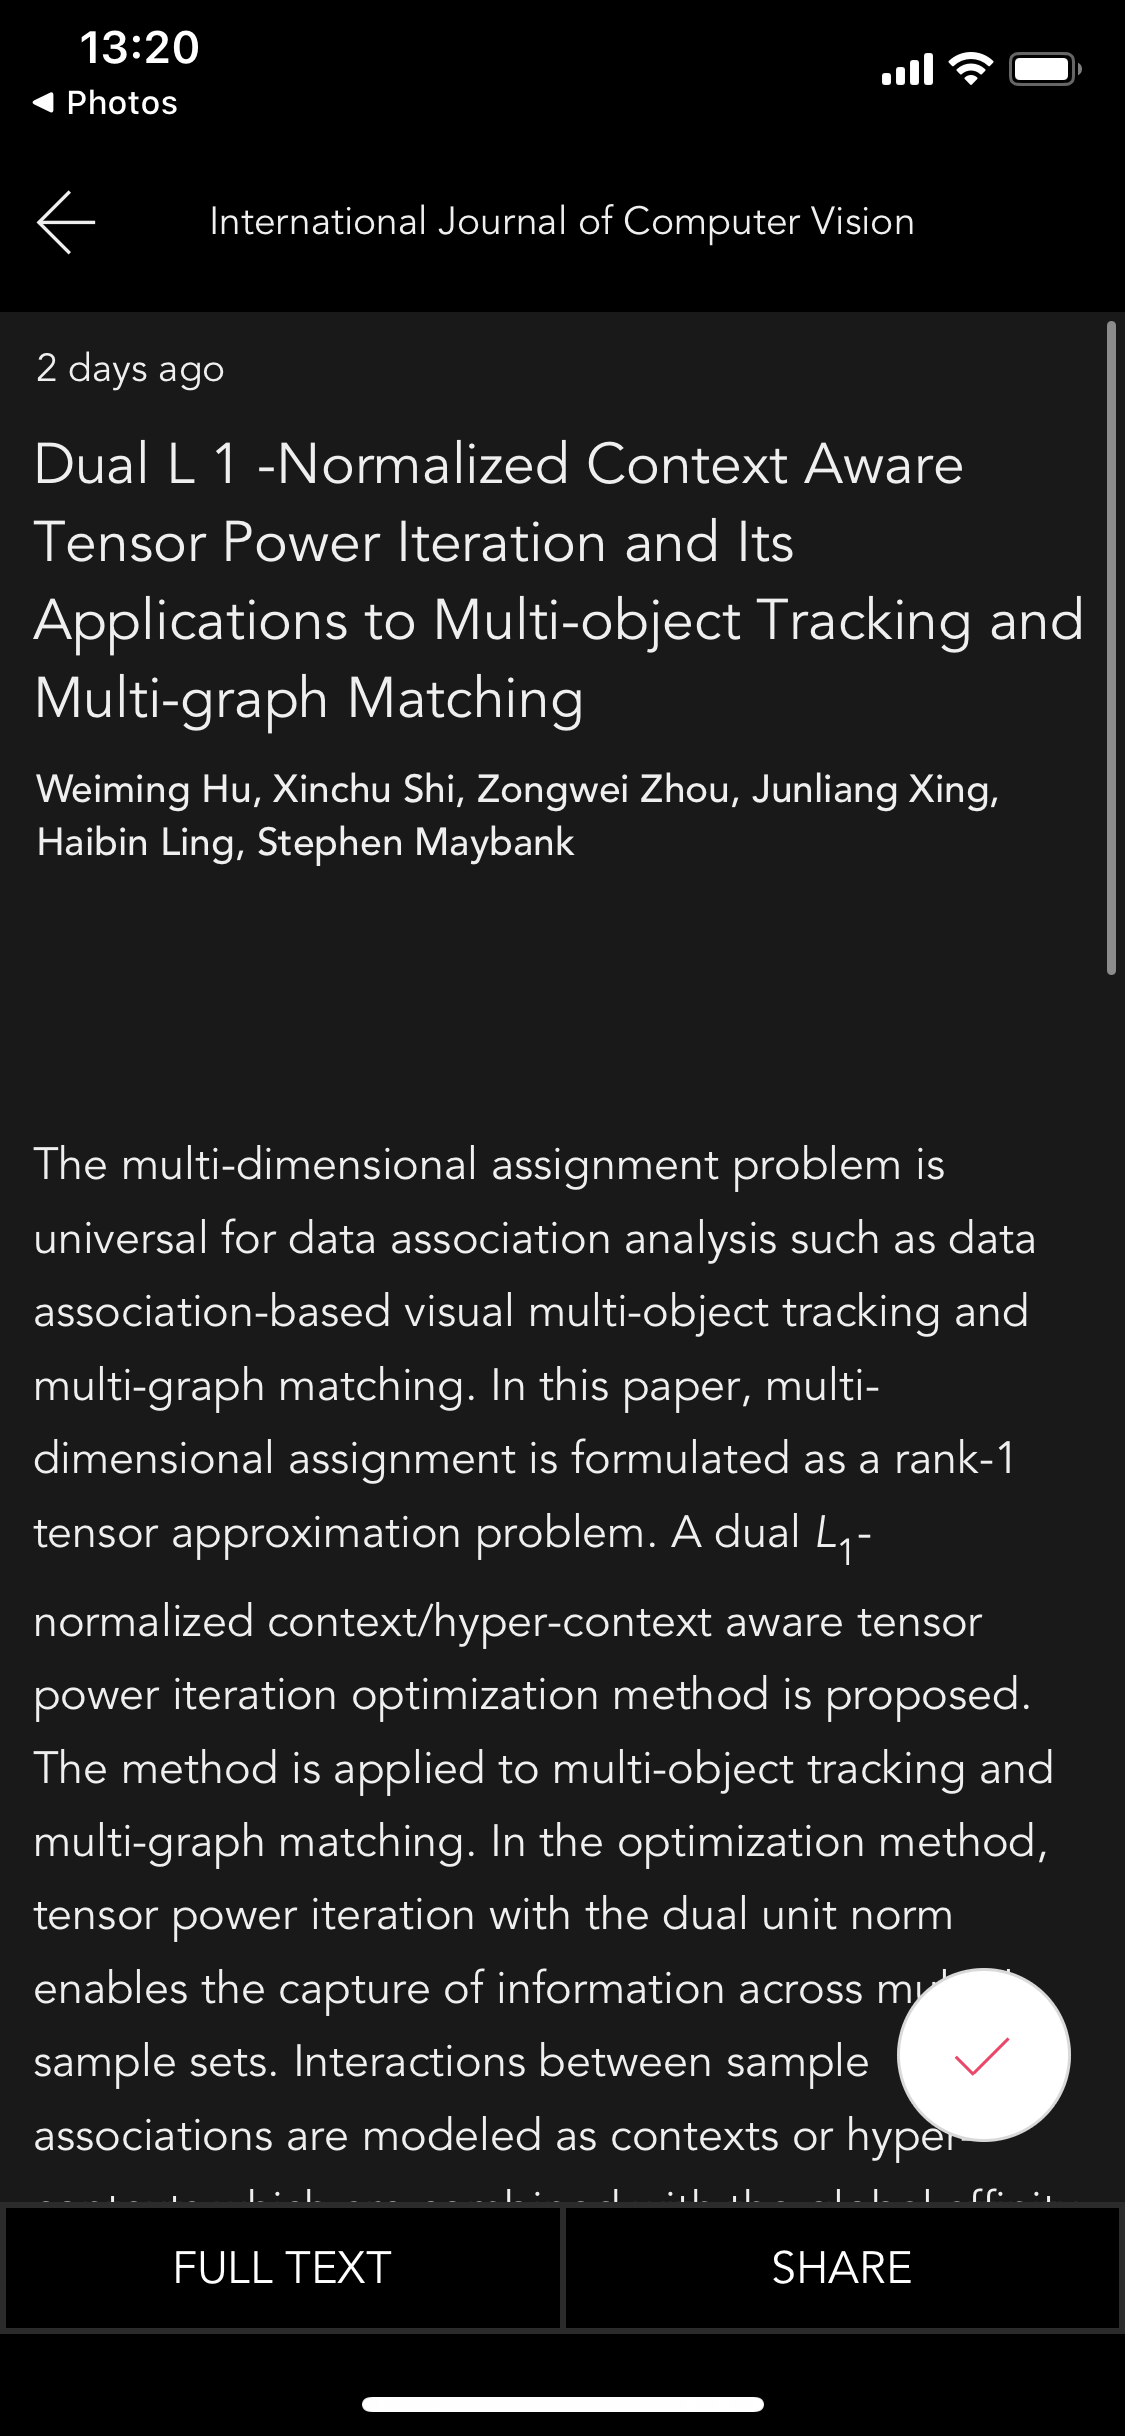 13:20
Photos
International Journal of Computer Vision
2 days ago
Dual L 1 -Normalized Context Aware
Tensor Power Iteration and Its
Applications to Multi-object Tracking and
Multi-graph Matching
Weiming Hu, Xinchu Shi, Zongwei Zhou, Junliang Xing,
Haibin Ling, Stephen Maybank
The multi-dimensional assignment problem is
universal for data association analysis such as data
association-based visual multi-object tracking and
multi-graph matching. In this paper, multi-
dimensional assignment is formulated as a rank-1
tensor approximation problem. A dual L₁-
normalized context/hyper-context aware tensor
power iteration optimization method is proposed.
The method is applied to multi-object tracking and
multi-graph matching. In the optimization method,
tensor power iteration with the dual unit norm
enables the capture of information across
sample sets. Interactions between sample
associations are modeled as contexts or hyper-
FULL TEXT
SHARE